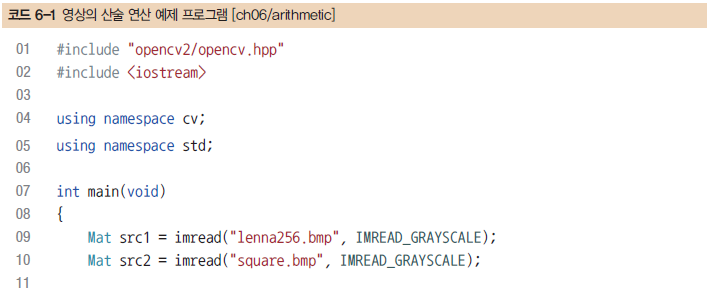 코드 6-1 영상의 산술 연산 예제 프로그램 [ch06/arithmetic]
01 #include "opencv2/opencv.hpp"
02 #include <iostream>
03
04 using namespace cv;
05 using namespace std;
06
07 int main(void)
08 {
09 Mat src1 = imread("lenna256.bmp", IMREAD_GRAYSCALE);
10 Mat src2 = imread("square.bmp", IMREAD_GRAYSCALE);
11